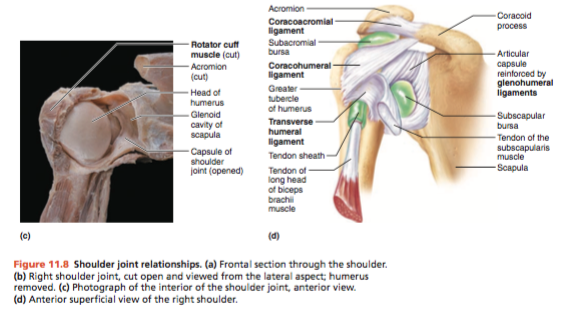 Rotator cuff
muscle (cut)
Acromion
(cut)
Head of
humerus
Glenoid
cavity of
scapula
Capsule of
shoulder
joint (opened)
(c)
Acromion
Coracoacromial
ligament
Subacromial
bursa
Coracohumeral
ligament
Greater
tubercle
of humerus
Transverse
humeral
ligament
Tendon sheath
Tendon of
long head
of biceps
brachii
muscle
Coracoid
process
Articular
capsule
reinforced by
glenohumeral
ligaments
Subscapular
bursa
Tendon of the
subscapularis
muscle
Scapula
(d)
Figure 11.8 Shoulder joint relationships. (a) Frontal section through the shoulder.
(b) Right shoulder joint, cut open and viewed from the lateral aspect; humerus
removed. (c) Photograph of the interior of the shoulder joint, anterior view.
(d) Anterior superficial view of the right shoulder.